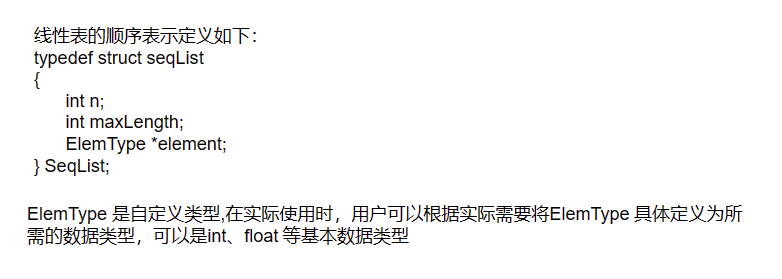 线性表的顺序表示定义如下：
typedef struct seqList
{
int n;
int maxLength;
ElemType *element;
} SeqList;
ElemType 是自定义类型,在实际使用时，用户可以根据实际需要将ElemType 具体定义为所
需的数据类型，可以是int、float 等基本数据类型